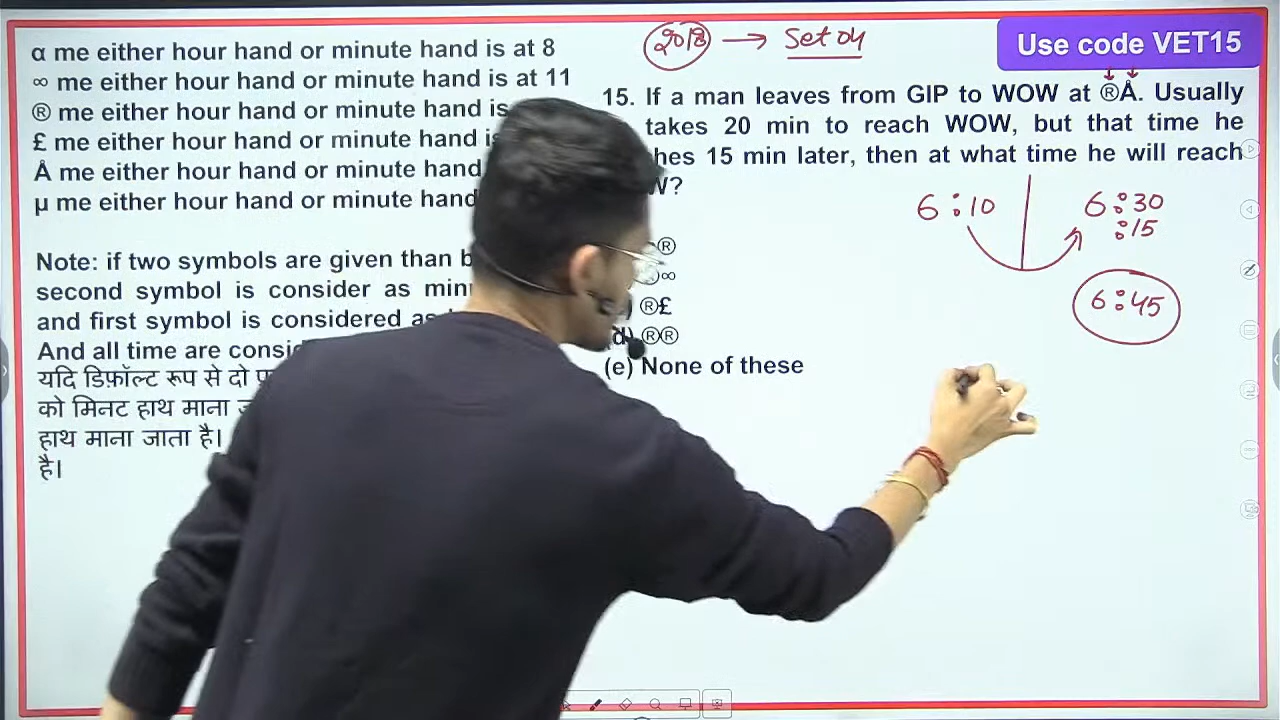 α me either hour hand or minute hand is at 8
∞ me either hour hand or minute hand is at 11
® me either hour hand or minute hand is
£ me either hour hand or minute hand is
Å me either hour hand or minute hand
µ me either hour hand or minute hand
Note: if two symbols are given than
second symbol is consider as
and first symbol is considered as
And all time are
यदि डिफ़ॉल्ट रूप से दो
को मिनट हाथ माना
हाथ माना जाता है।
है।
2018 → Set 04
Use code VET15
15. If a man leaves from GIP to WOW at ®Å. Usually
takes 20 min to reach WOW, but that time he
hes 15 min later, then at what time he will reach
W?
6:10
6:30
:15
6:45
®
∞
) ®£
(d) ®®
(e) None of these